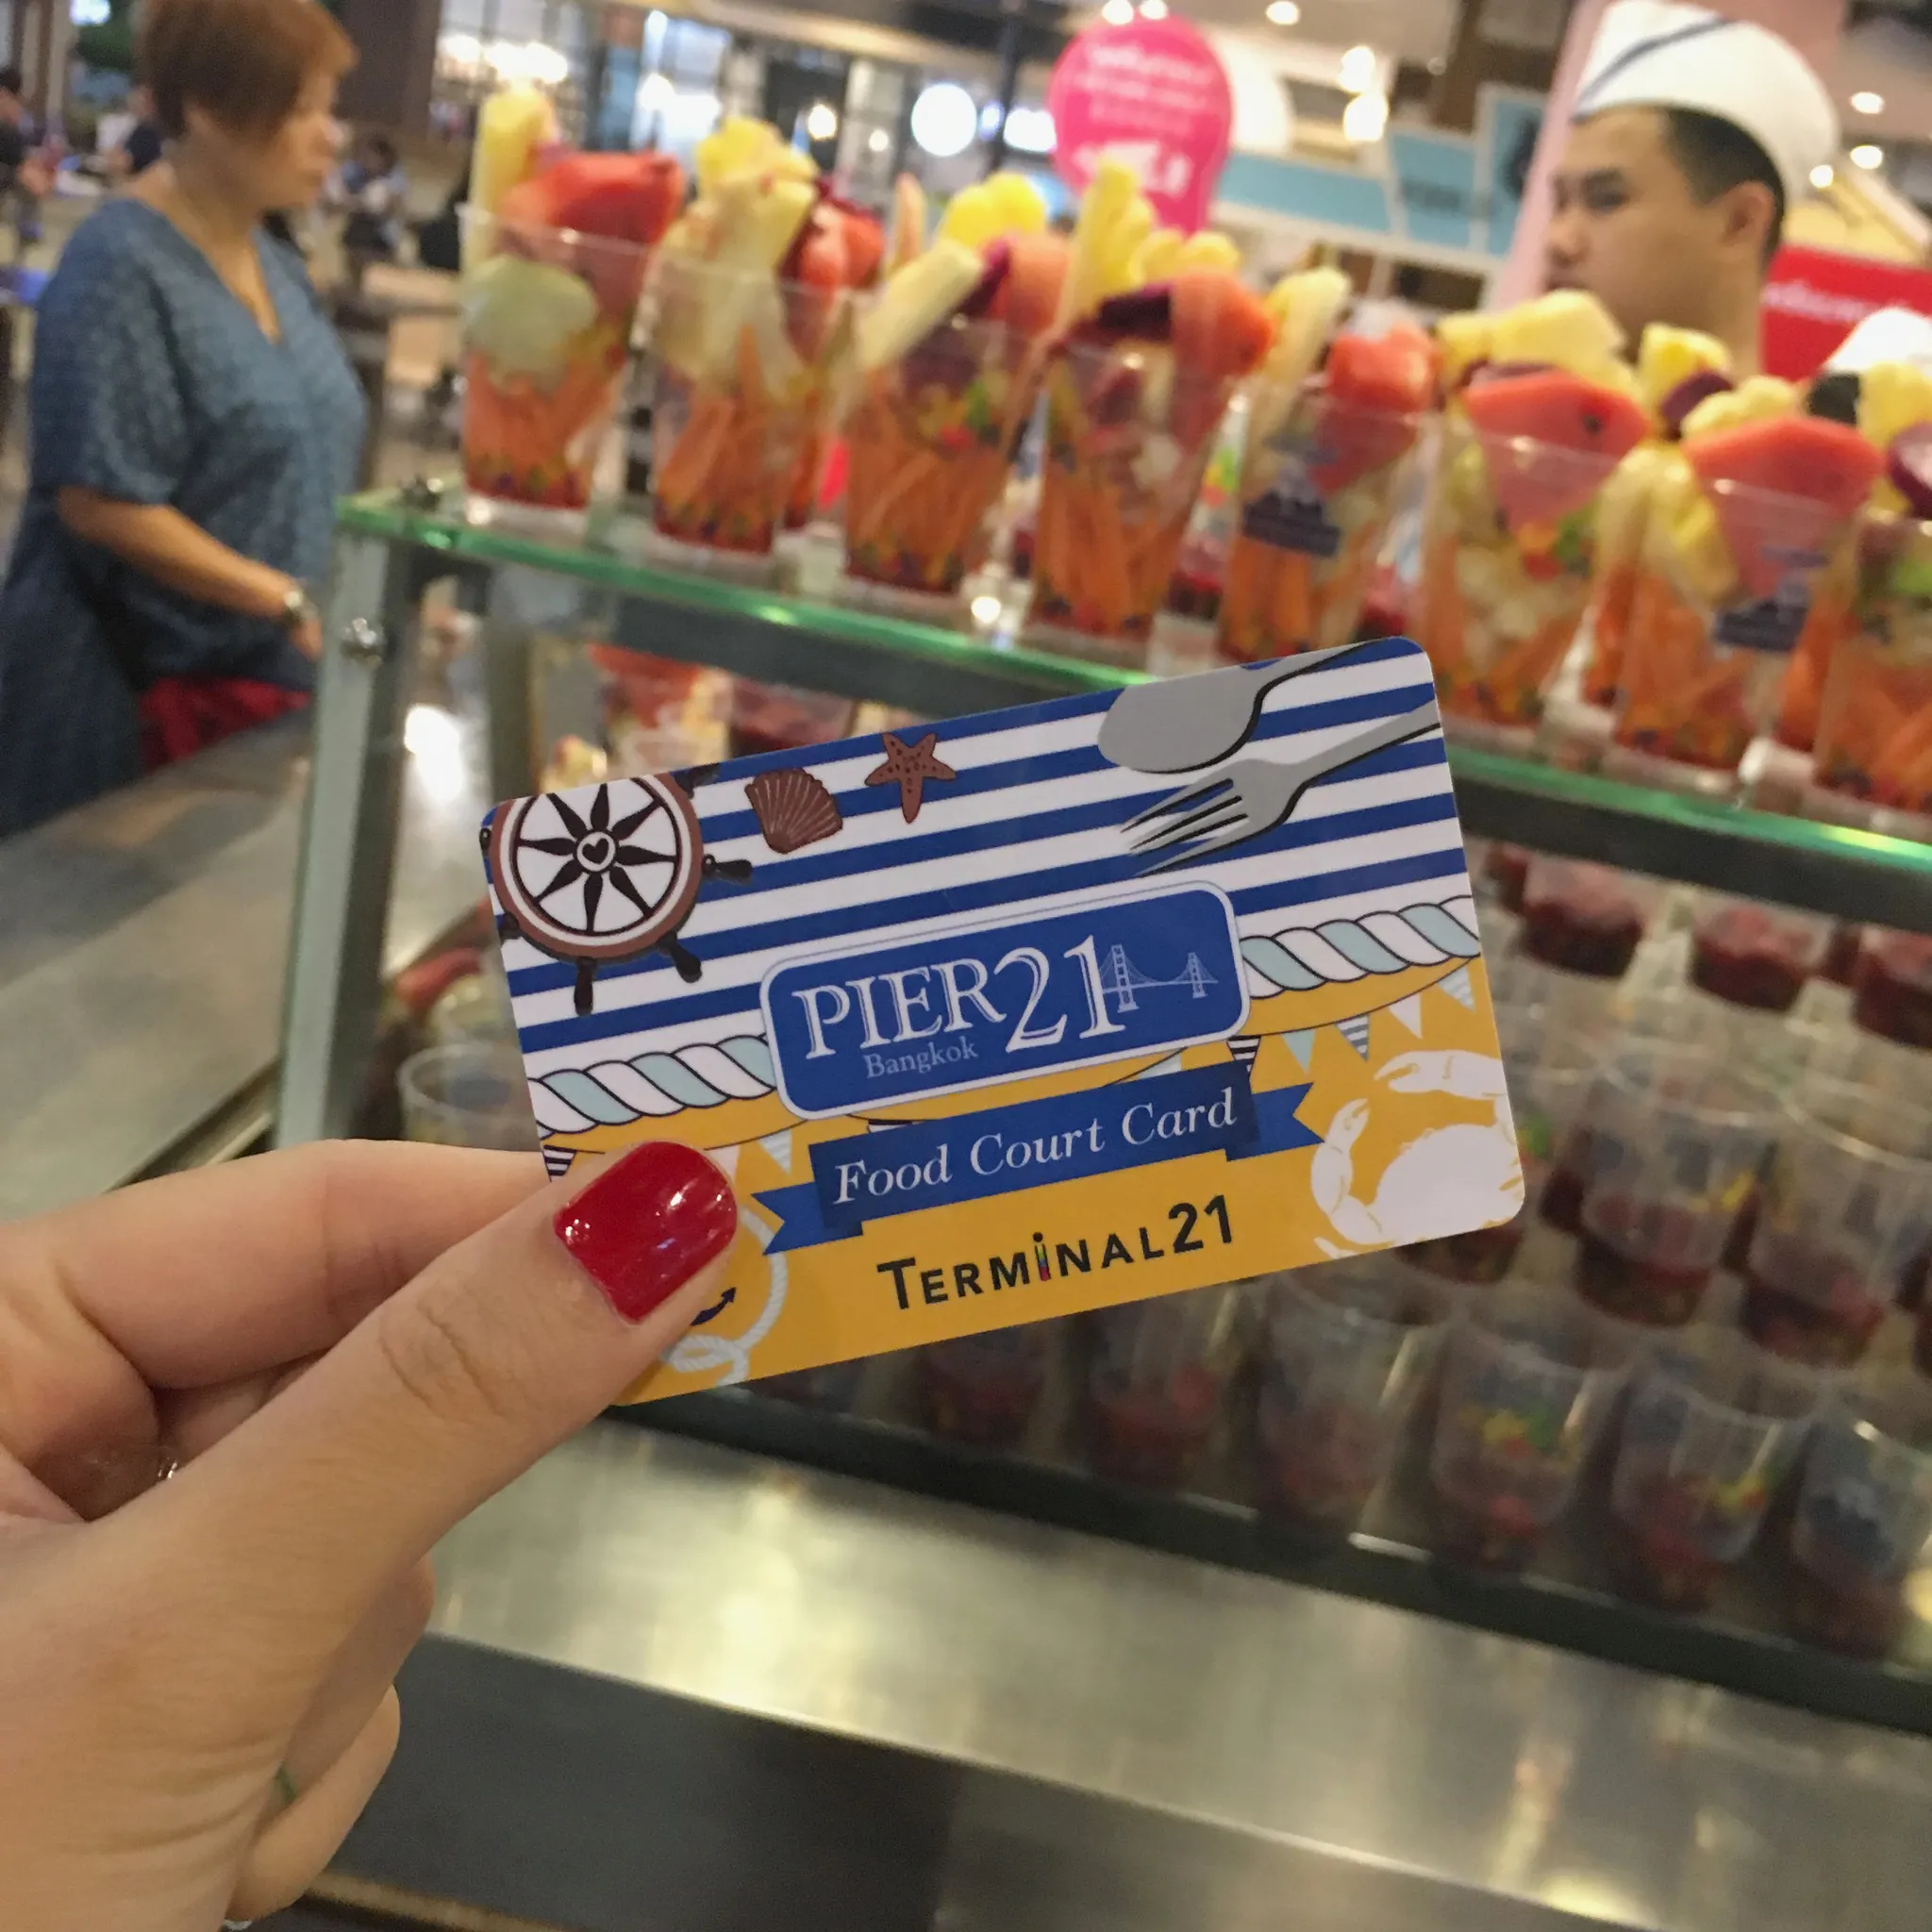 PIER21
Bangkok
Food Court Card
TERMINAL21